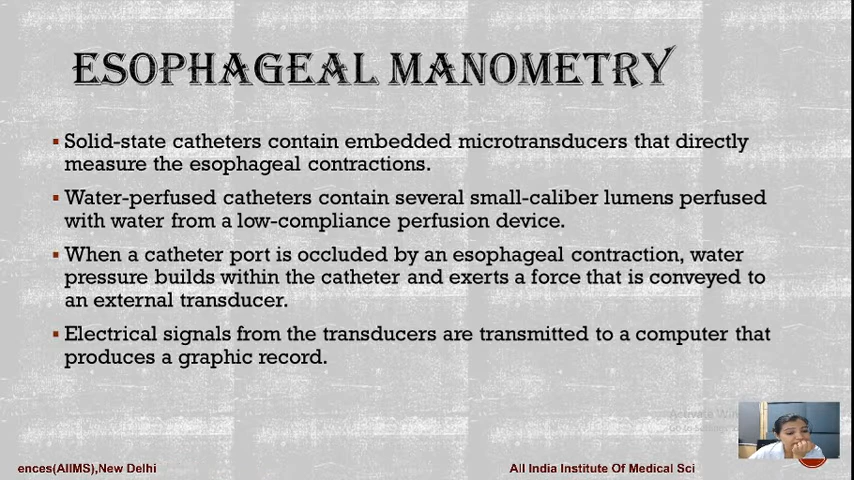 ESOPHAGEAL MANOMETRY
▪ Solid-state catheters contain embedded microtransducers that directly
measure the esophageal contractions.
▪ Water-perfused catheters contain several small-caliber lumens perfused
with water from a low-compliance perfusion device.
▪ When a catheter port is occluded by an esophageal contraction, water
pressure builds within the catheter and exerts a force that is conveyed to
an external transducer.
▪ Electrical signals from the transducers are transmitted to a computer that
produces a graphic record.
Activate Win
ences(AIIMS),New Delhi
All India Institute Of Medical Sci